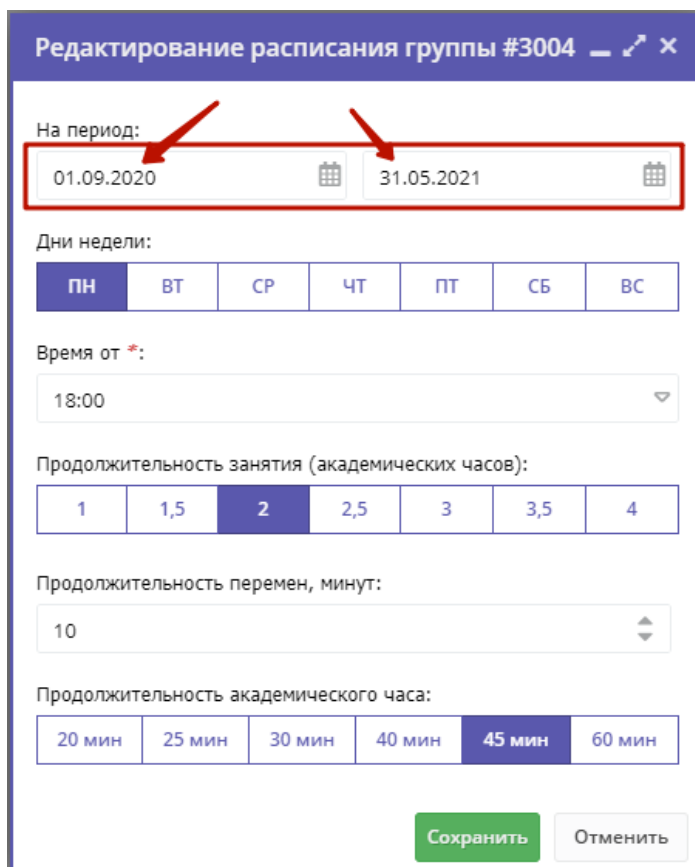 Редактирование расписания группы #3004
На период:
01.09.2020 31.05.2021
Дни недели:
ПН ВТ СР ЧТ ПТ СБ ВС
Время от *:
18:00
Продолжительность занятия (академических часов):
1 1,5 2 2,5 3 3,5 4
Продолжительность перемен, минут:
10
Продолжительность академического часа:
20 мин 25 мин 30 мин 40 мин 45 мин 60 мин
Сохранить Отменить